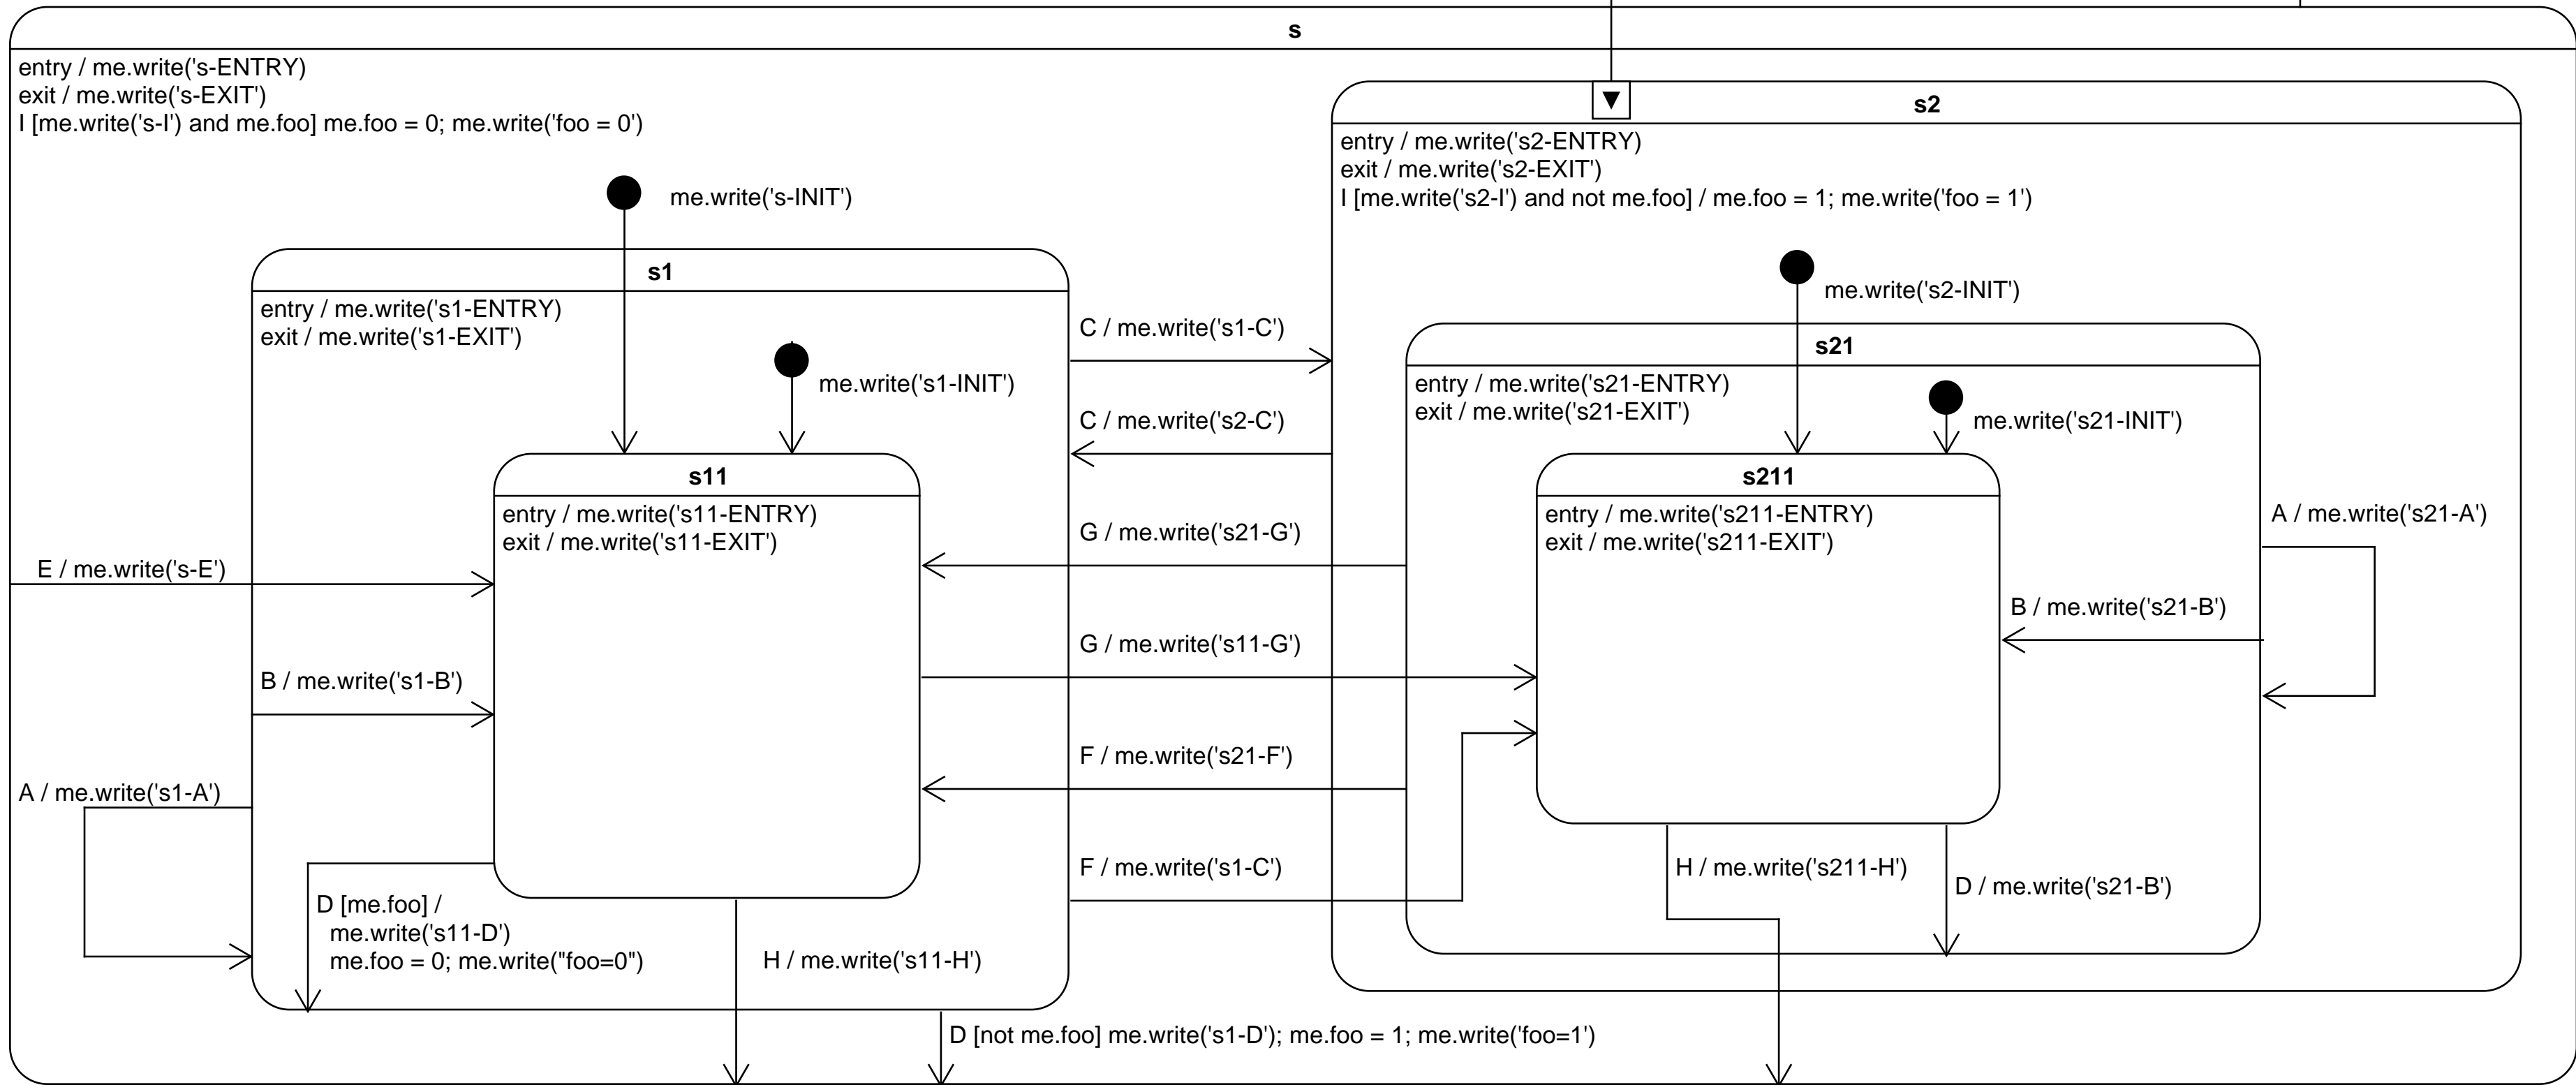 s
entry / me.write('s-ENTRY)
exit / me.write('s-EXIT')
I [me.write('s-I') and me.foo] me.foo = 0; me.write('foo = 0')
me.write('s-INIT')
s1
entry / me.write('s1-ENTRY)
exit / me.write('s1-EXIT')
me.write('s1-INIT')
s11
entry / me.write('s11-ENTRY)
exit / me.write('s11-EXIT')
E / me.write('s-E')
B / me.write('s1-B')
A / me.write('s1-A')
D [me.foo] /
me.write('s11-D')
me.foo = 0; me.write("foo=0")
H / me.write('s11-H')
D [not me.foo] me.write('s1-D'); me.foo = 1; me.write('foo=1')
C / me.write('s1-C')
C / me.write('s2-C')
G / me.write('s21-G')
G / me.write('s11-G')
F / me.write('s21-F')
F / me.write('s1-C')
▼
s2
entry / me.write('s2-ENTRY)
exit / me.write('s2-EXIT')
I [me.write('s2-I') and not me.foo] / me.foo = 1; me.write('foo = 1')
me.write('s2-INIT')
s21
entry / me.write('s21-ENTRY)
exit / me.write('s21-EXIT')
me.write('s21-INIT')
s211
entry / me.write('s211-ENTRY)
exit / me.write('s211-EXIT')
A / me.write('s21-A')
B / me.write('s21-B')
H / me.write('s211-H')
D / me.write('s21-B')